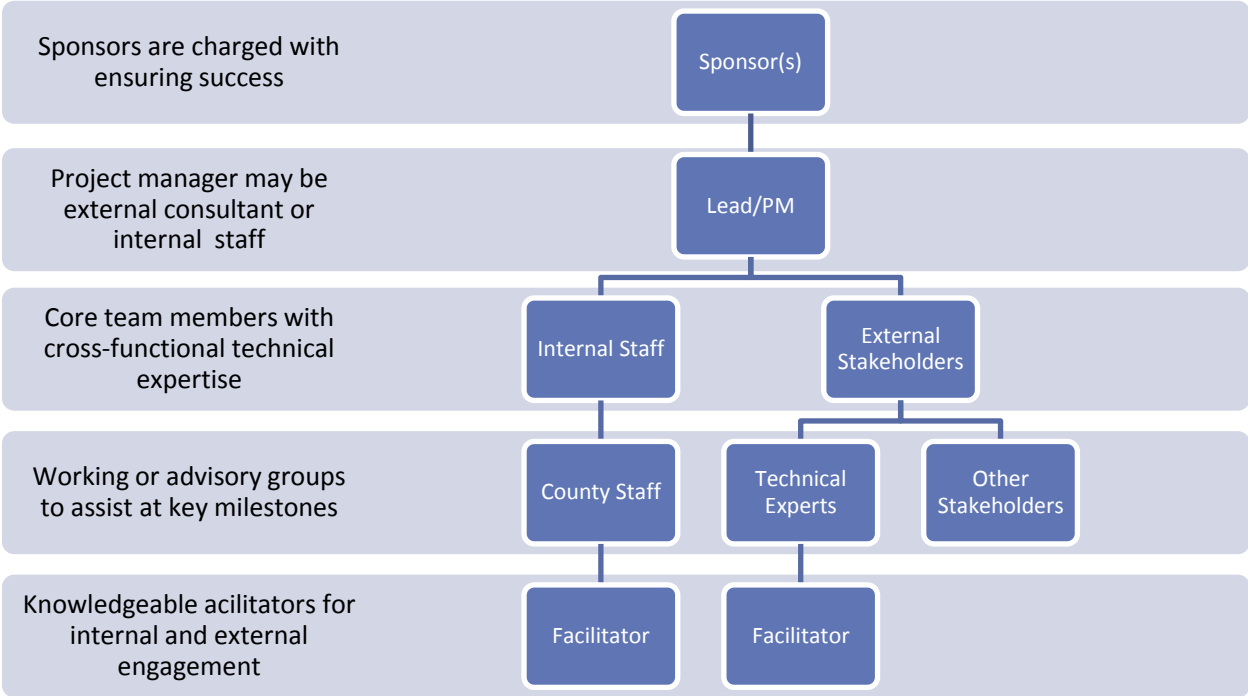 Sponsors are charged with
ensuring success
Sponsor(s)
Project manager may be
external consultant or
internal  staff
Lead/PM
Core team members with
cross-functional technical
expertise
Internal Staff
External
Stakeholders
Working or advisory groups
to assist at key milestones
County Staff
Technical
Experts
Other
Stakeholders
Knowledgeable acilitators for
internal and external
engagement
Facilitator
Facilitator